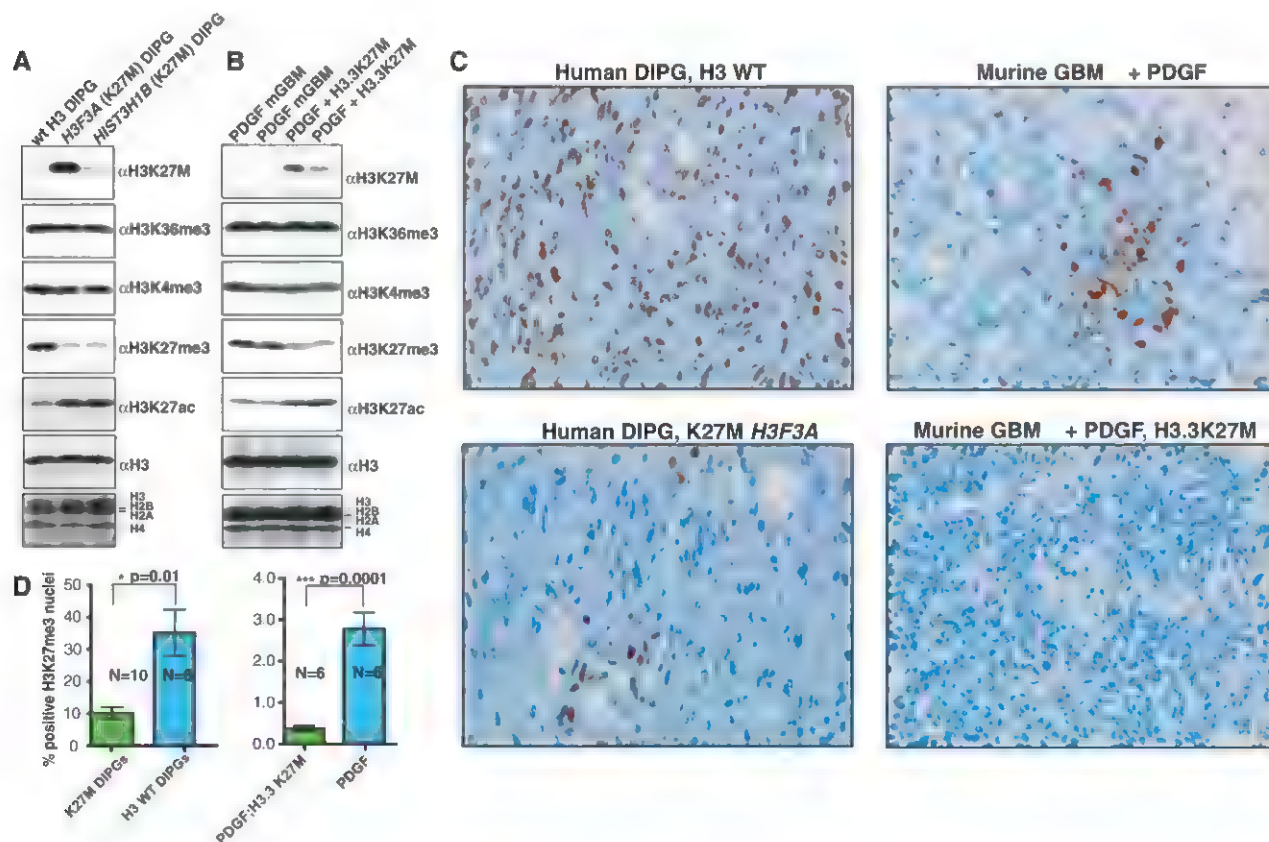 A
wt H3 DIPG
H3F3A (K27M) DIPG
HIST3H1B (K27M) DIPG
αH3K27M
αH3K36me3
αH3K4me3
αH3K27me3
αH3K27ac
αH3
H3
H2B
H2A
H4
B
PDGF mGBM
PDGF mGBM
PDGF + H3.3K27M
PDGF + H3.3K27M
αH3K27M
αH3K36me3
αH3K4me3
αH3K27me3
αH3K27ac
αH3
H3
H2B
H2A
H4
C
Human DIPG, H3 WT
Murine GBM + PDGF
Human DIPG, K27M H3F3A
Murine GBM + PDGF, H3.3K27M
D
% positive H3K27me3 nuclei
50
40
30
20
10
0
* p=0.01
N=10
N=6
K27M DIPGs
H3 WT DIPGs
4.0
3.0
2.0
1.0
0.0
*** p=0.0001
N=6
N=6
PDGF;H3.3 K27M
PDGF